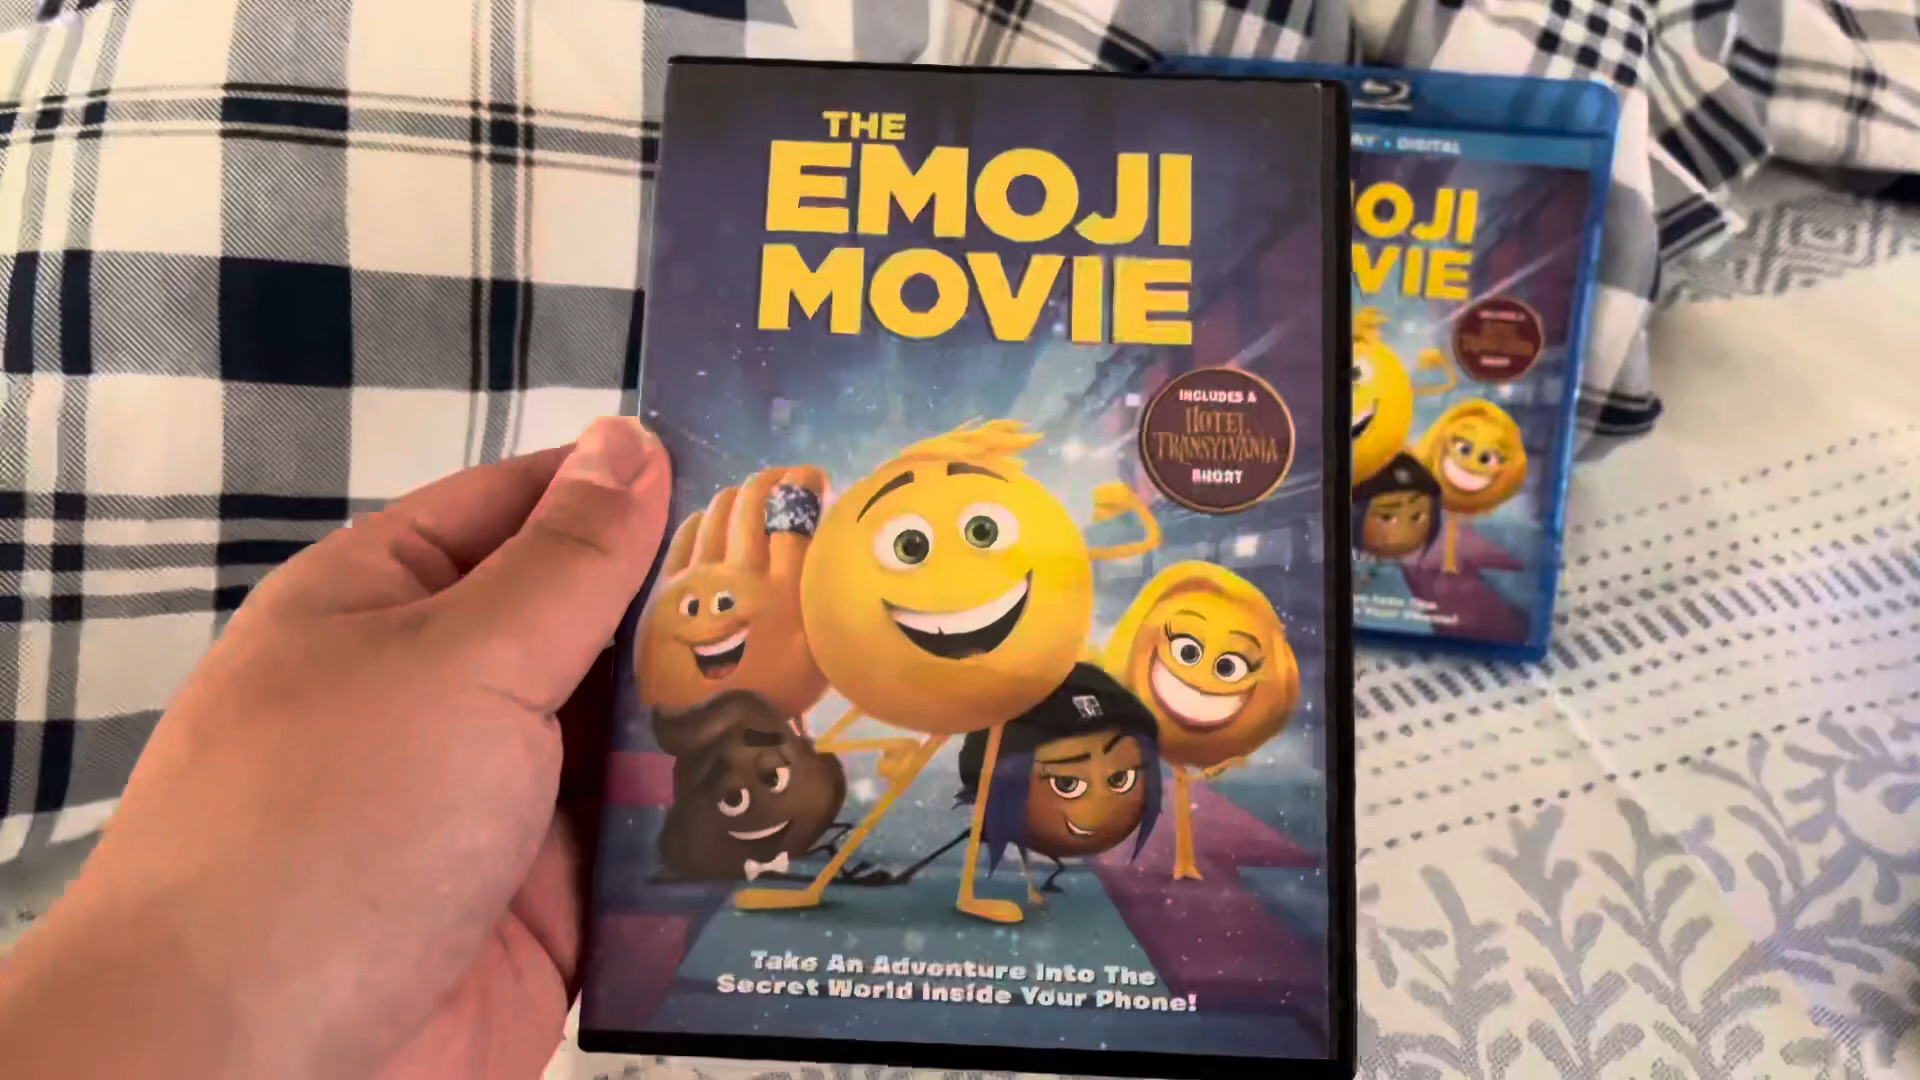 THE
EMOJI
MOVIE
INCLUDES A
HOTEL
TRANSYLVANIA
SHORT
Take An Adventure Into The
Secret World Inside Your Phone!
DIGITAL
OJI
VIE